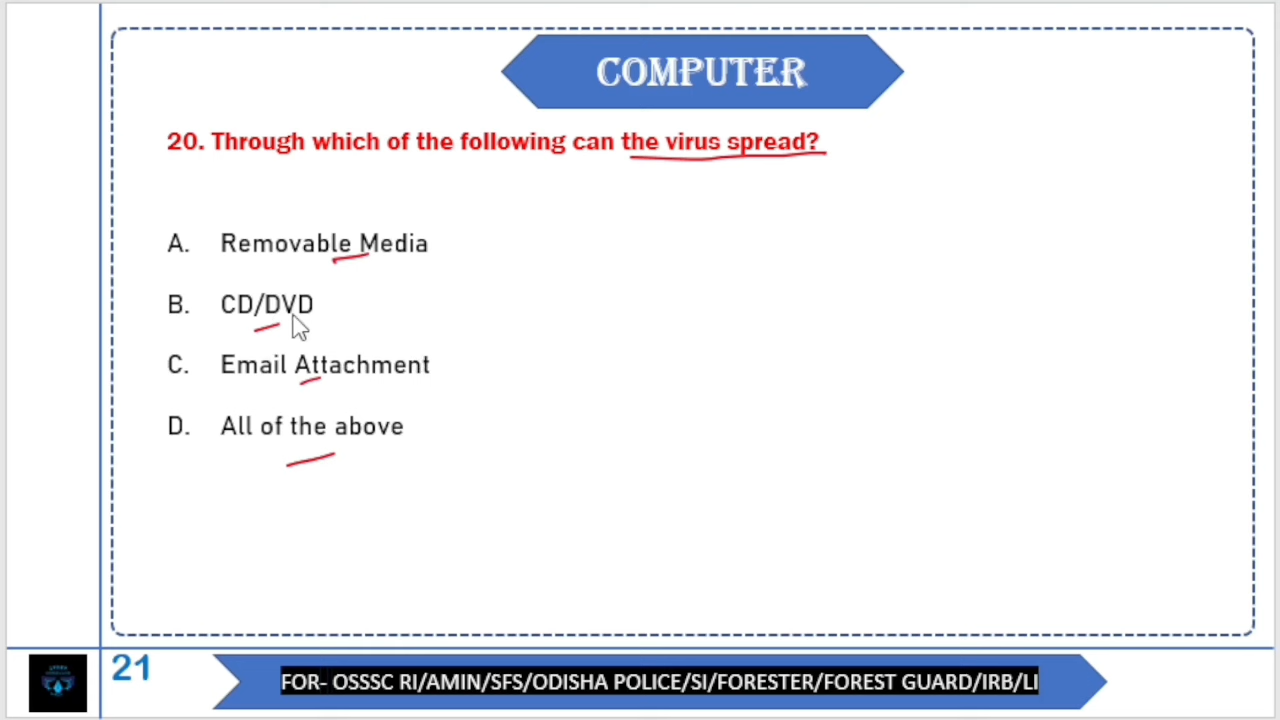 COMPUTER
20. Through which of the following can the virus spread?
A. Removable Media
B. CD/DVD
C. Email Attachment
D. All of the above
21
FOR- OSSSC RI/AMIN/SFS/ODISHA POLICE/SI/FORESTER/FOREST GUARD/IRB/LI